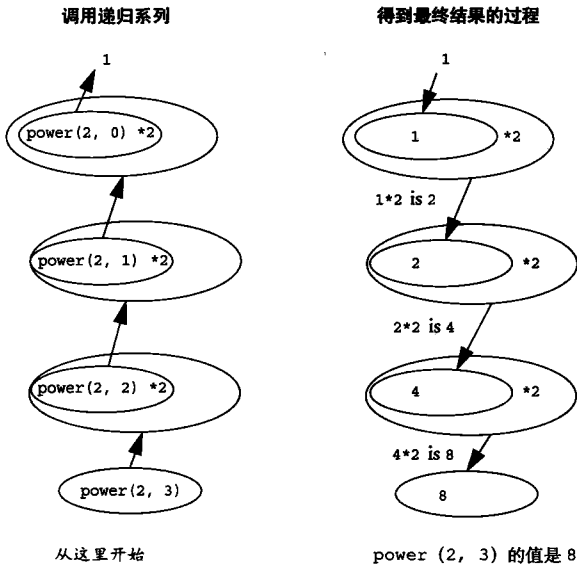 调用递归系列
1
power(2, 0) *2
power(2, 1) *2
power(2, 2) *2
power(2, 3)
从这里开始
得到最终结果的过程
1
1 *2
1*2 is 2
2 *2
2*2 is 4
4 *2
4*2 is 8
8
power (2, 3) 的值是 8